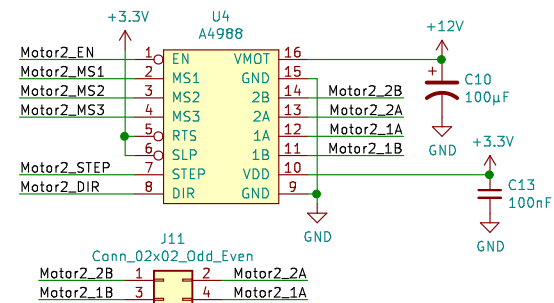 +3.3V
U4
A4988
+12V
Motor2_EN 1 EN VMOT 16
Motor2_MS1 2 MS1 GND 15
Motor2_MS2 3 MS2 2B 14 Motor2_2B
Motor2_MS3 4 MS3 2A 13 Motor2_2A
5 RTS 1A 12 Motor2_1A
6 SLP 1B 11 Motor2_1B
Motor2_STEP 7 STEP VDD 10
Motor2_DIR 8 DIR GND 9
GND
+
C10
100µF
GND
+3.3V
C13
100nF
GND
J11
Conn_02x02_Odd_Even
Motor2_2B 1 2 Motor2_2A
Motor2_1B 3 4 Motor2_1A